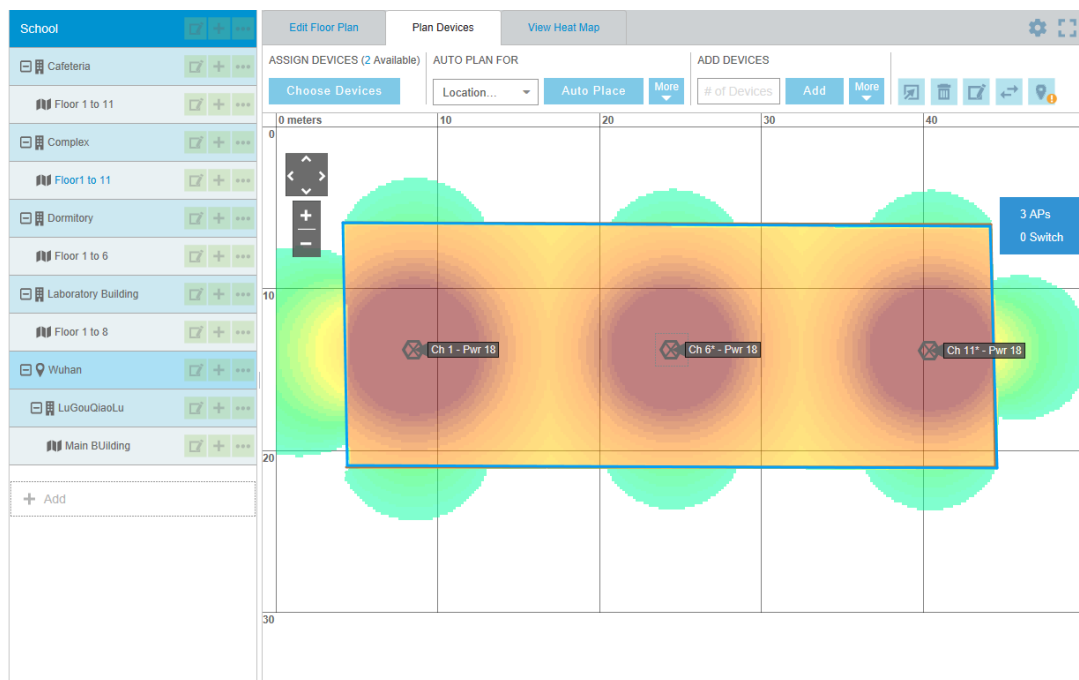 School
Cafeteria
Floor 1 to 11
Complex
Floor1 to 11
Dormitory
Floor 1 to 6
Laboratory Building
Floor 1 to 8
Wuhan
LuGouQiaoLu
Main BUilding
+ Add
Edit Floor Plan
Plan Devices
View Heat Map
ASSIGN DEVICES (2 Available)
AUTO PLAN FOR
ADD DEVICES
Choose Devices
Location...
Auto Place
More
# of Devices
Add
More
0 meters
10
20
30
40
0
10
20
30
3 APs
0 Switch
Ch 1 - Pwr 18
Ch 6* - Pwr 18
Ch 11* - Pwr 18